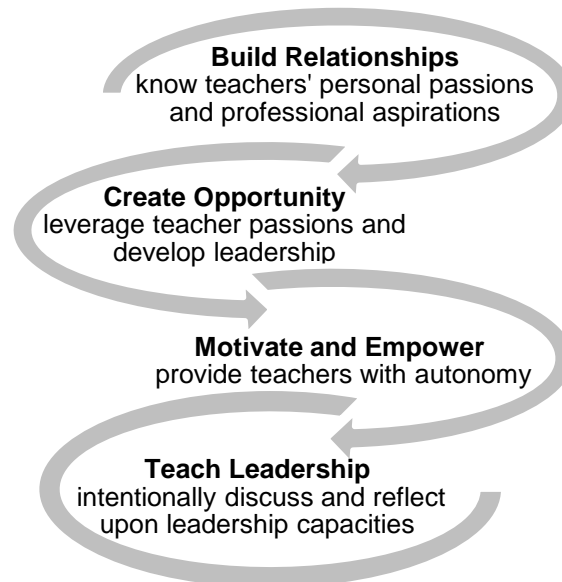 Build Relationships
know teachers' personal passions
and professional aspirations
Create Opportunity
leverage teacher passions and
develop leadership
Motivate and Empower
provide teachers with autonomy
Teach Leadership
intentionally discuss and reflect
upon leadership capacities